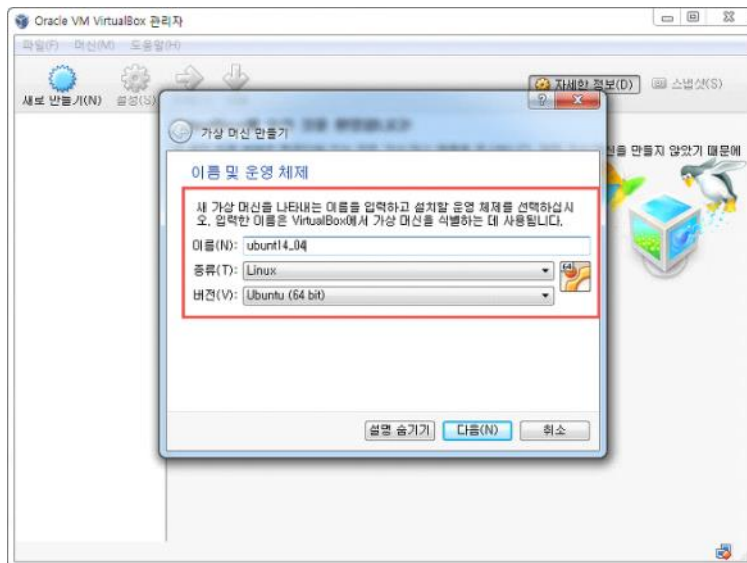 Oracle VM VirtualBox 관리자
파일(F) 머신(M) 도움말(H)
새로 만들기(N) 설정(S)
자세한 정보(D) 스냅샷(S)
가상 머신 만들기
신을 만들지 않았기 때문에
이름 및 운영 체제
새 가상 머신을 나타내는 이름을 입력하고 설치할 운영 체제를 선택하십시
오. 입력한 이름은 VirtualBox에서 가상 머신을 식별하는 데 사용됩니다.
이름(N): ubunt14_04
종류(T): Linux
64
버전(V): Ubuntu (64 bit)
설명 숨기기 다음(N) 취소